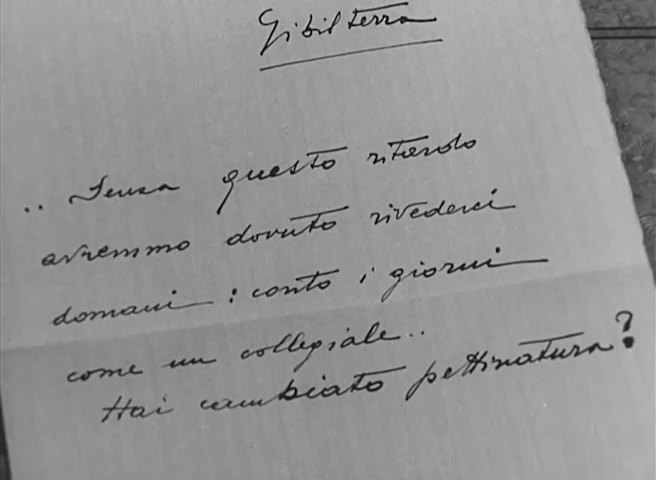 Gibilterra
.. Senza questo ritardo
avremmo dovuto rivederci
domani : conto i giorni
come un collegiale..
Hai cambiato pettinatura?